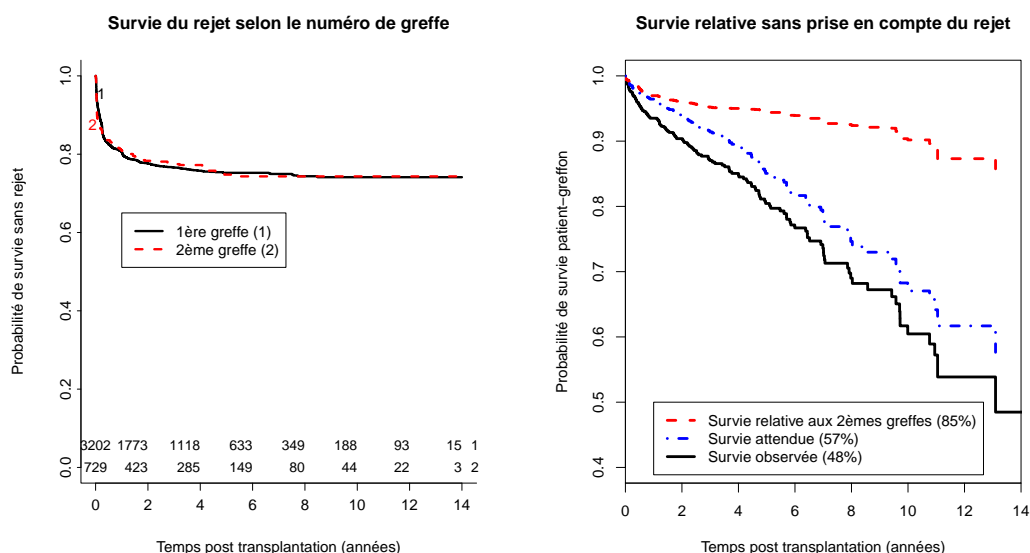 Survie du rejet selon le numéro de greffe
Probabilité de survie sans rejet
1.0
0.8
0.6
0.4
0.2
0.0
1
2
1ère greffe (1)
2ème greffe (2)
3202 1773 1118 633 349 188 93 15 1
729 423 285 149 80 44 22 3 2
0 2 4 6 8 10 12 14
Temps post transplantation (années)
Survie relative sans prise en compte du rejet
Probabilité de survie patient−greffon
1.0
0.9
0.8
0.7
0.6
0.5
0.4
Survie relative aux 2èmes greffes (85%)
Survie attendue (57%)
Survie observée (48%)
0 2 4 6 8 10 12 14
Temps post transplantation (années)